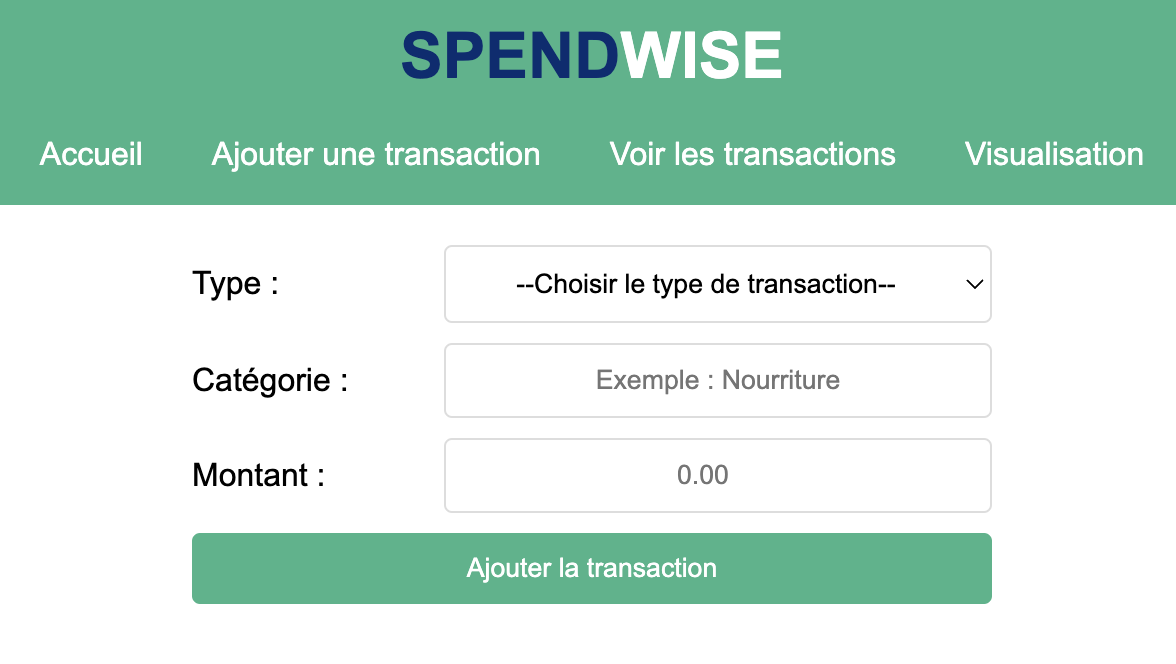 SPENDWISE
Accueil Ajouter une transaction Voir les transactions Visualisation
Type : --Choisir le type de transaction--
Catégorie : Exemple : Nourriture
Montant : 0.00
Ajouter la transaction